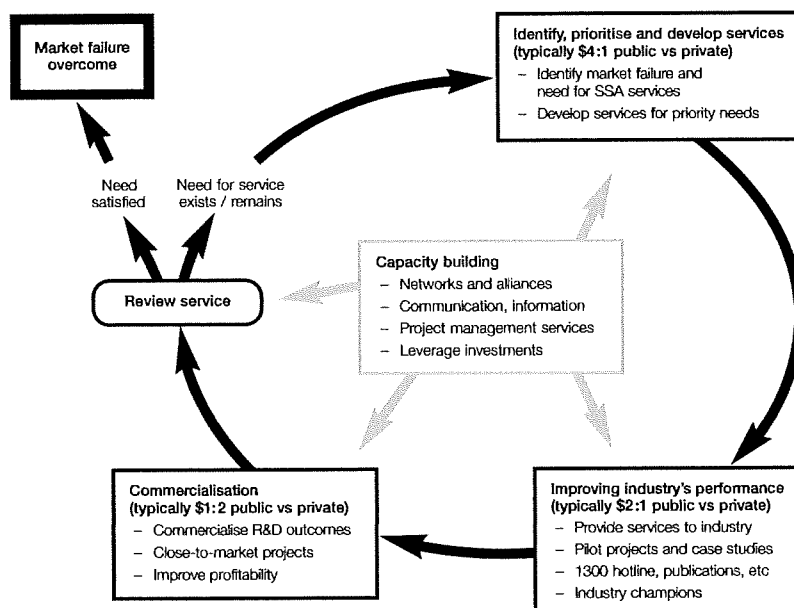 Market failure
overcome
Identify, prioritise and develop services
(typically $4:1 public vs private)
– Identify market failure and
need for SSA services
– Develop services for priority needs
Need
satisfied
Need for service
exists / remains
Review service
Capacity building
– Networks and alliances
– Communication, information
– Project management services
– Leverage investments
Commercialisation
(typically $1:2 public vs private)
– Commercialise R&D outcomes
– Close-to-market projects
– Improve profitability
Improving industry's performance
(typically $2:1 public vs private)
– Provide services to industry
– Pilot projects and case studies
– 1300 hotline, publications, etc
– Industry champions